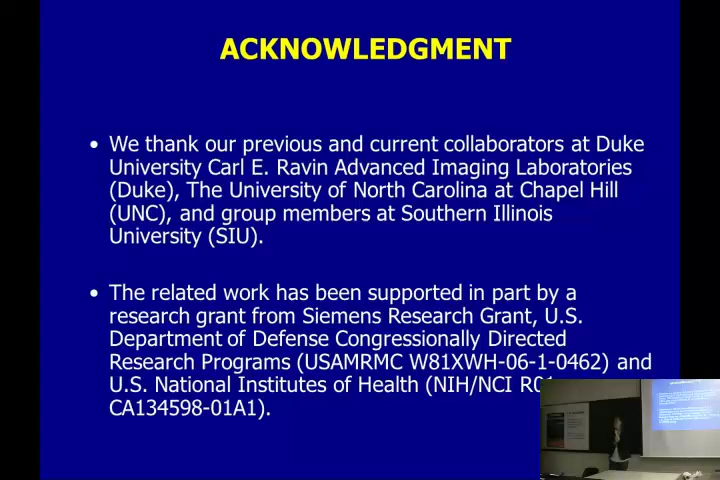 ACKNOWLEDGMENT
• We thank our previous and current collaborators at Duke
University Carl E. Ravin Advanced Imaging Laboratories
(Duke), The University of North Carolina at Chapel Hill
(UNC), and group members at Southern Illinois
University (SIU).
• The related work has been supported in part by a
research grant from Siemens Research Grant, U.S.
Department of Defense Congressionally Directed
Research Programs (USAMRMC W81XWH-06-1-0462) and
U.S. National Institutes of Health (NIH/NCI R01
CA134598-01A1).